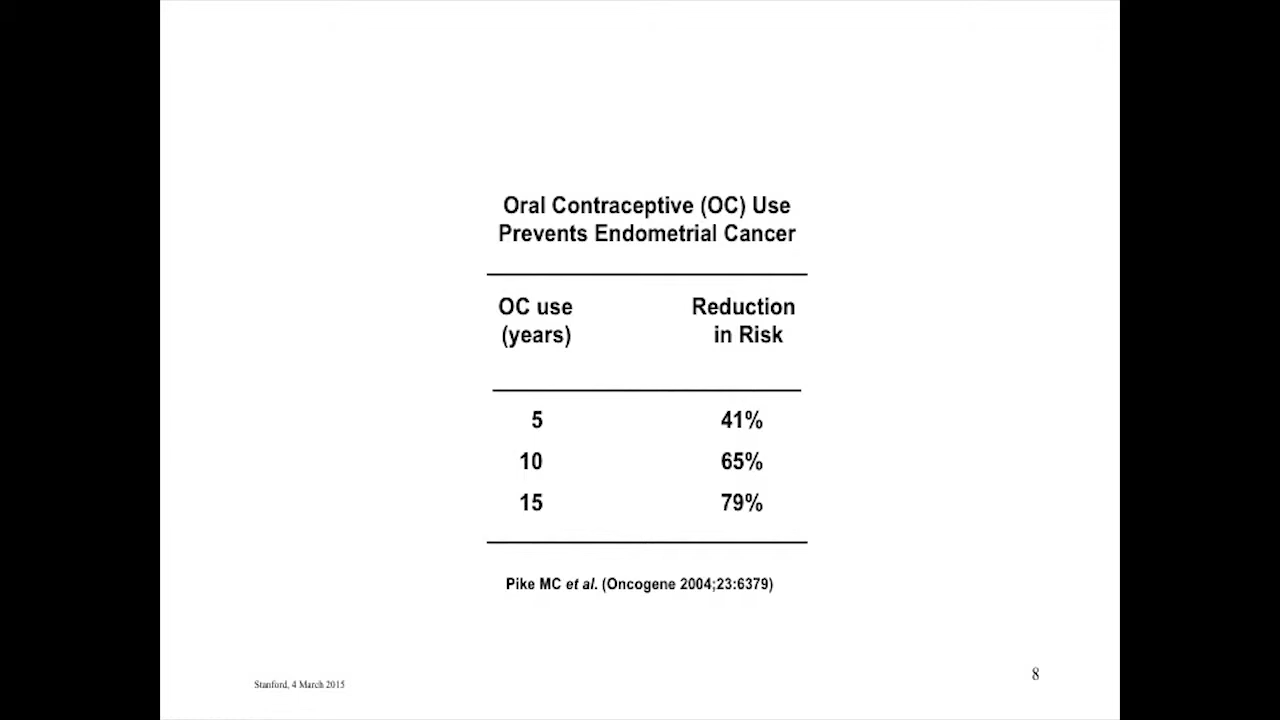 Oral Contraceptive (OC) Use
Prevents Endometrial Cancer
OC use Reduction
(years) in Risk
5 41%
10 65%
15 79%
Pike MC et al. (Oncogene 2004;23:6379)
8
Stanford, 4 March 2015